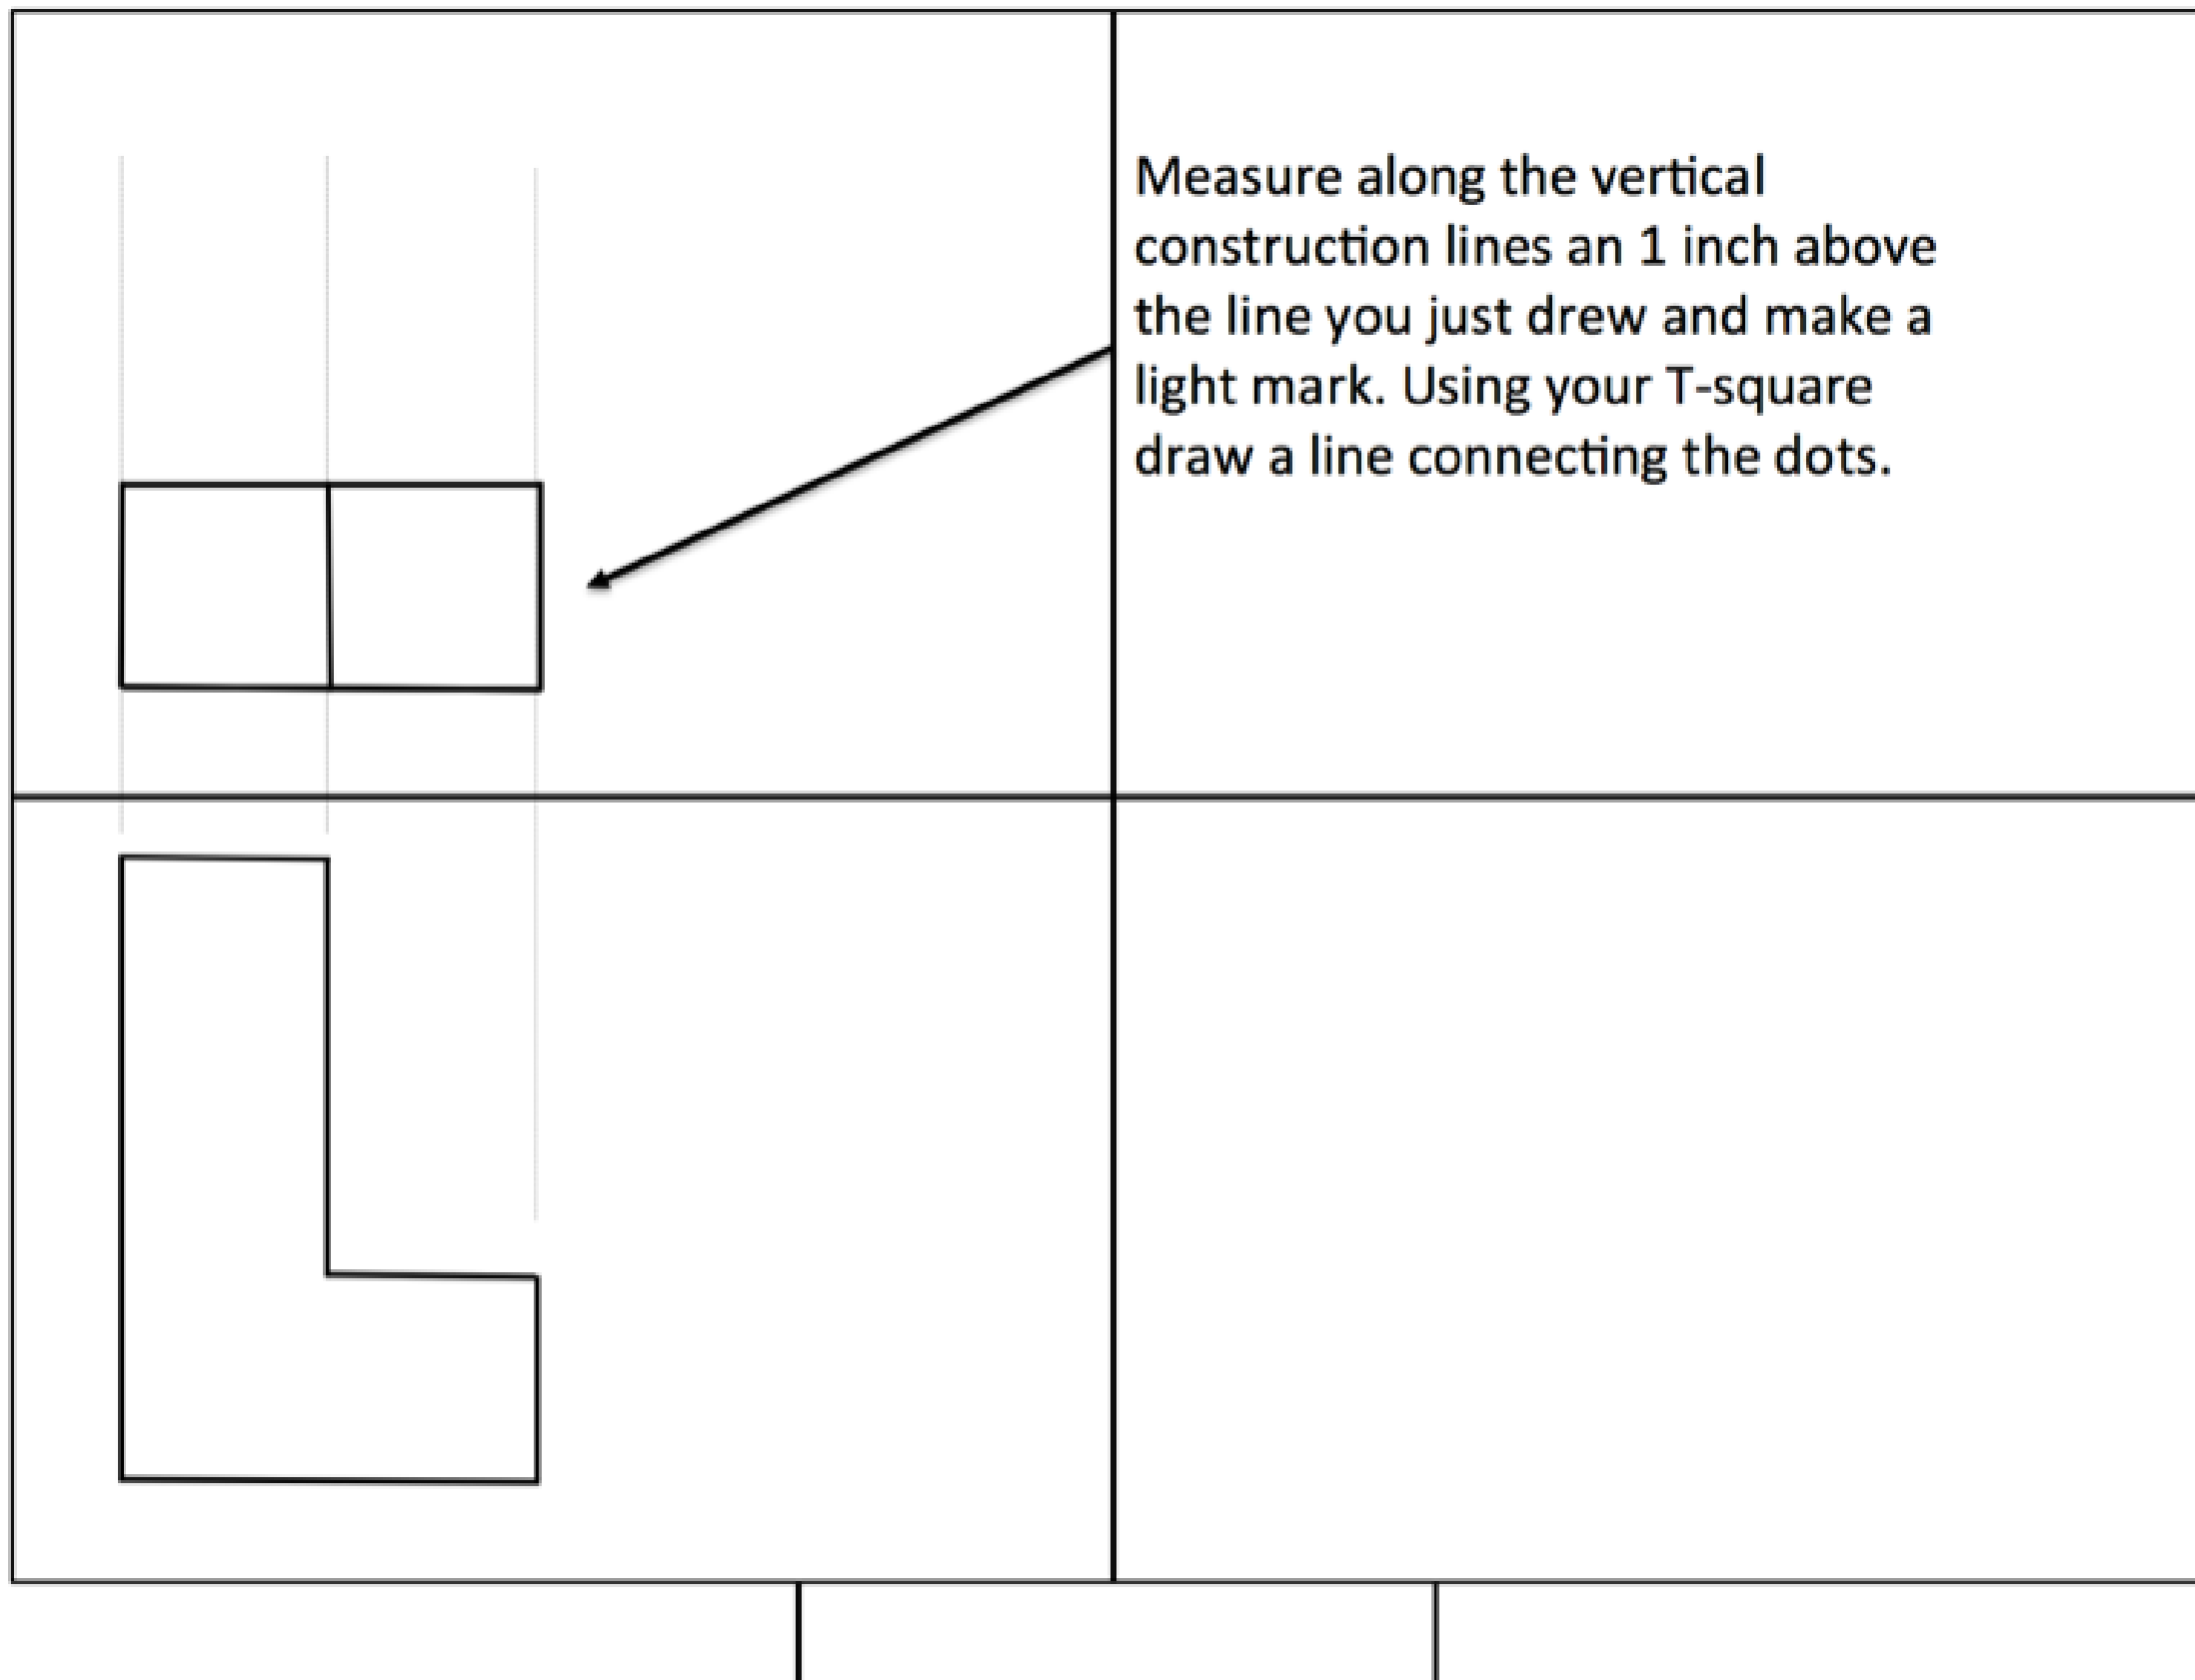 Measure along the vertical
construction lines an 1 inch above
the line you just drew and make a
light mark. Using your T-square
draw a line connecting the dots.